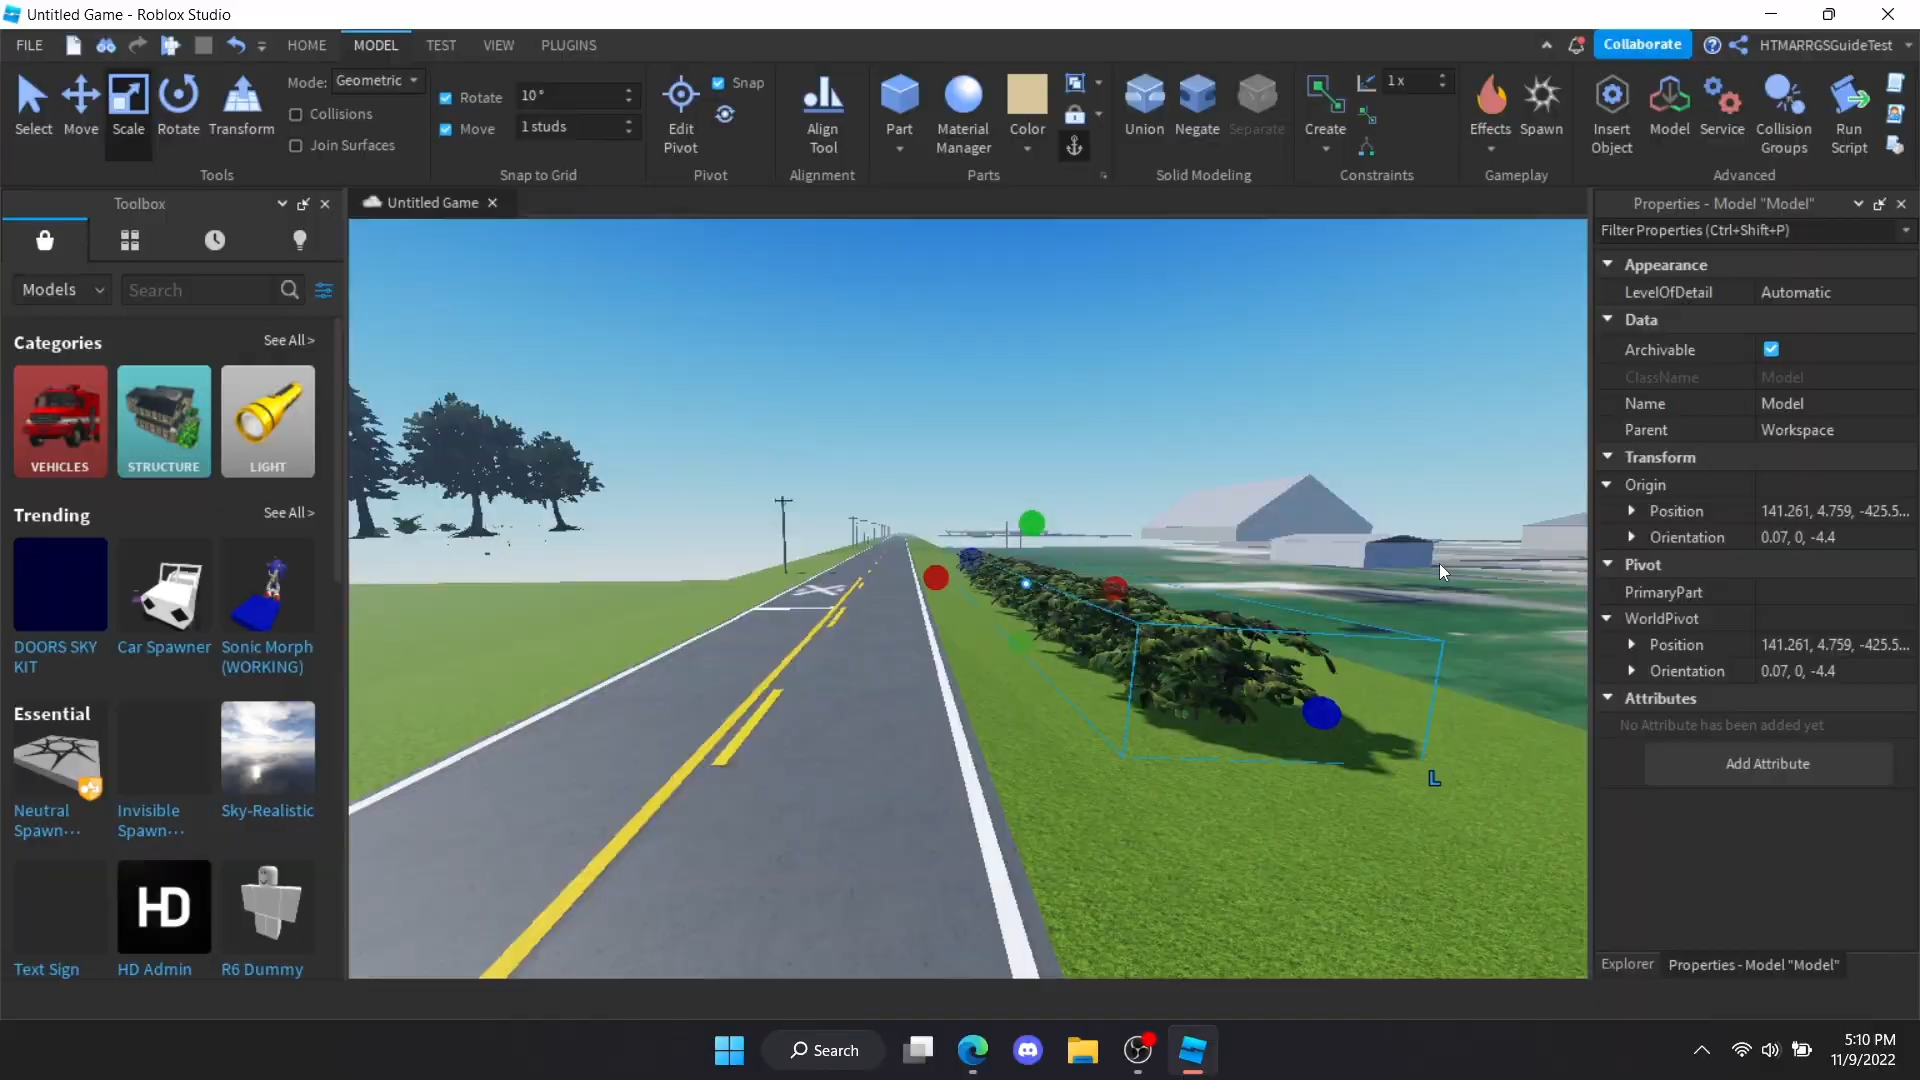 Untitled Game - Roblox Studio
FILE
HOME
MODEL
TEST
VIEW
PLUGINS
Collaborate
HTMARRGSGuideTest
Select
Move
Scale
Rotate
Transform
Mode:
Geometric
Collisions
Join Surfaces
Tools
Rotate
10°
Move
1 studs
Snap to Grid
Edit
Pivot
Snap
Pivot
Align
Tool
Alignment
Part
Material
Manager
Color
Parts
Union
Negate
Separate
Solid Modeling
Create
1x
Constraints
Effects
Spawn
Gameplay
Insert
Object
Model
Service
Collision
Groups
Run
Script
Advanced
Toolbox
Untitled Game
Models
Search
Categories
See All >
VEHICLES
STRUCTURE
LIGHT
Trending
See All >
DOORS SKY
KIT
Car Spawner
Sonic Morph
(WORKING)
Essential
See All >
Neutral
Spawn···
Invisible
Spawn···
Sky-Realistic
HD
Text Sign
HD Admin
R6 Dummy
L
Properties - Model "Model"
Filter Properties (Ctrl+Shift+P)
Appearance
LevelOfDetail
Automatic
Data
Archivable
ClassName
Model
Name
Model
Parent
Workspace
Transform
Origin
Position
141.261, 4.759, -425.5...
Orientation
0.07, 0, -4.4
Pivot
PrimaryPart
WorldPivot
Position
141.261, 4.759, -425.5...
Orientation
0.07, 0, -4.4
Attributes
No Attribute has been added yet
Add Attribute
Explorer
Properties - Model "Model"
Search
5:10 PM
11/9/2022